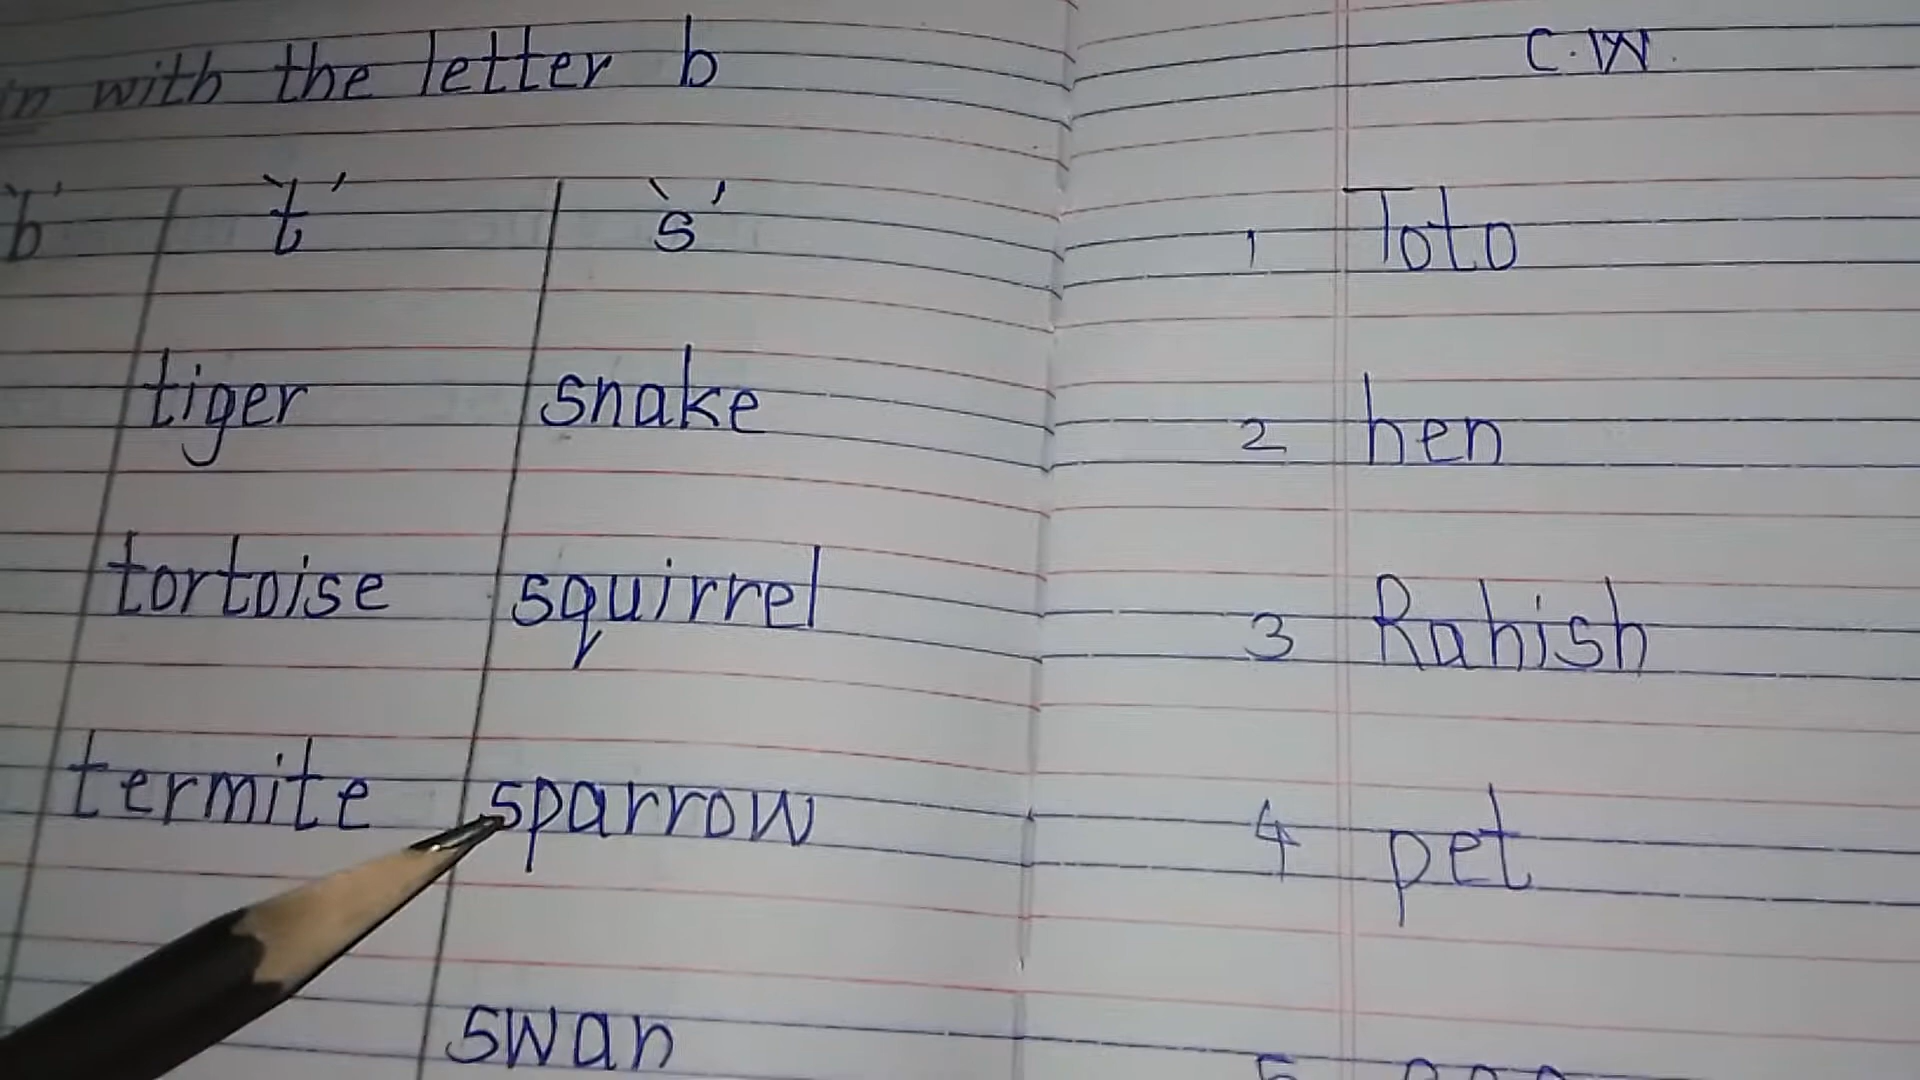 with the letter b
'b' 't' 's'
tiger snake
tortoise squirrel
termite sparrow
swan
C.W.
1 Toto
2 hen
3 Rahish
4 pet